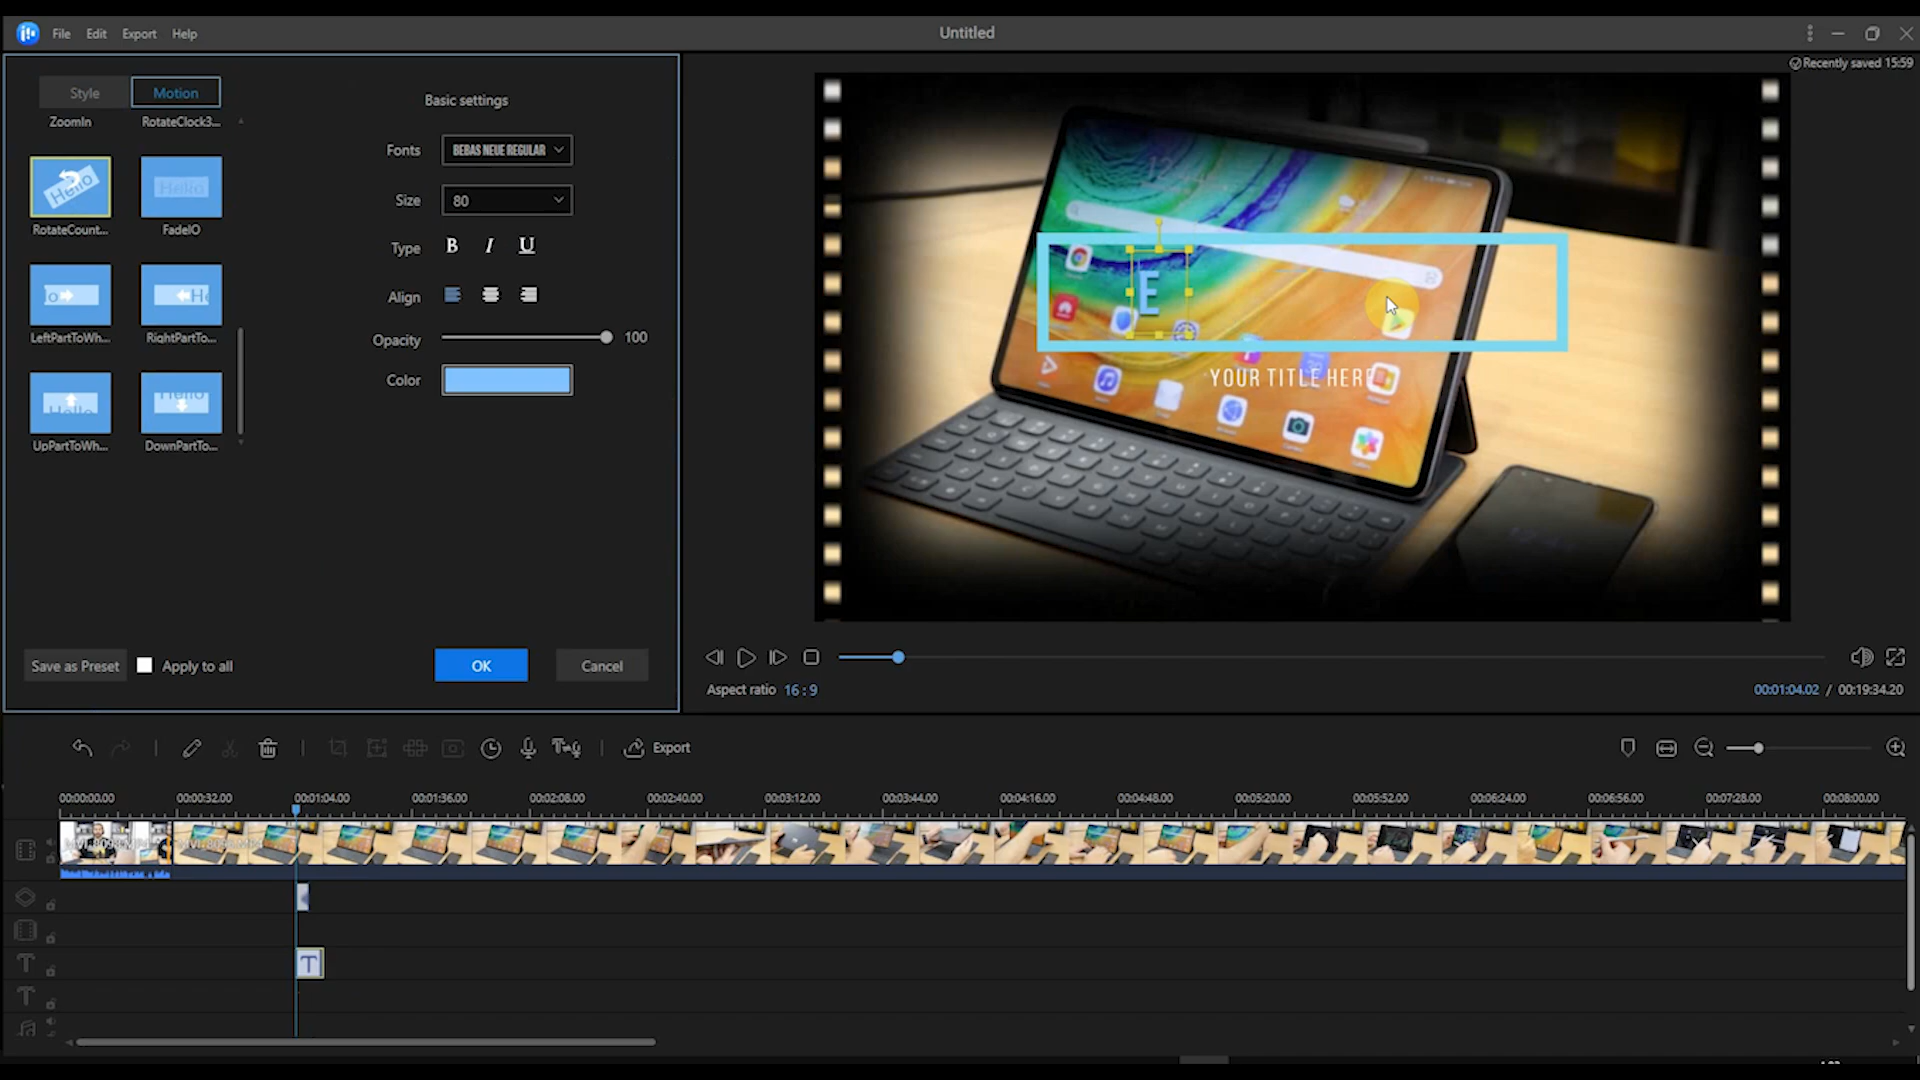 File Edit Export Help
Untitled
Recently saved 15:59
Style Motion
ZoomIn RotateClock3...
Hello Hello
RotateCount... FadeIO
LeftPartToWh... RightPartTo...
UpPartToWh... DownPartTo...
Basic settings
Fonts BEBAS NEUE REGULAR
Size 80
Type B I U
Align
Opacity 100
Color
Save as Preset Apply to all OK Cancel
E
YOUR TITLE HERE
Aspect ratio 16 : 9
00:01:04.02 / 00:19:34.20
Export
00:00:00.00 00:00:32.00 00:01:04.00 00:01:36.00 00:02:08.00 00:02:40.00 00:03:12.00 00:03:44.00 00:04:16.00 00:04:48.00 00:05:20.00 00:05:52.00 00:06:24.00 00:06:56.00 00:07:28.00 00:08:00.00